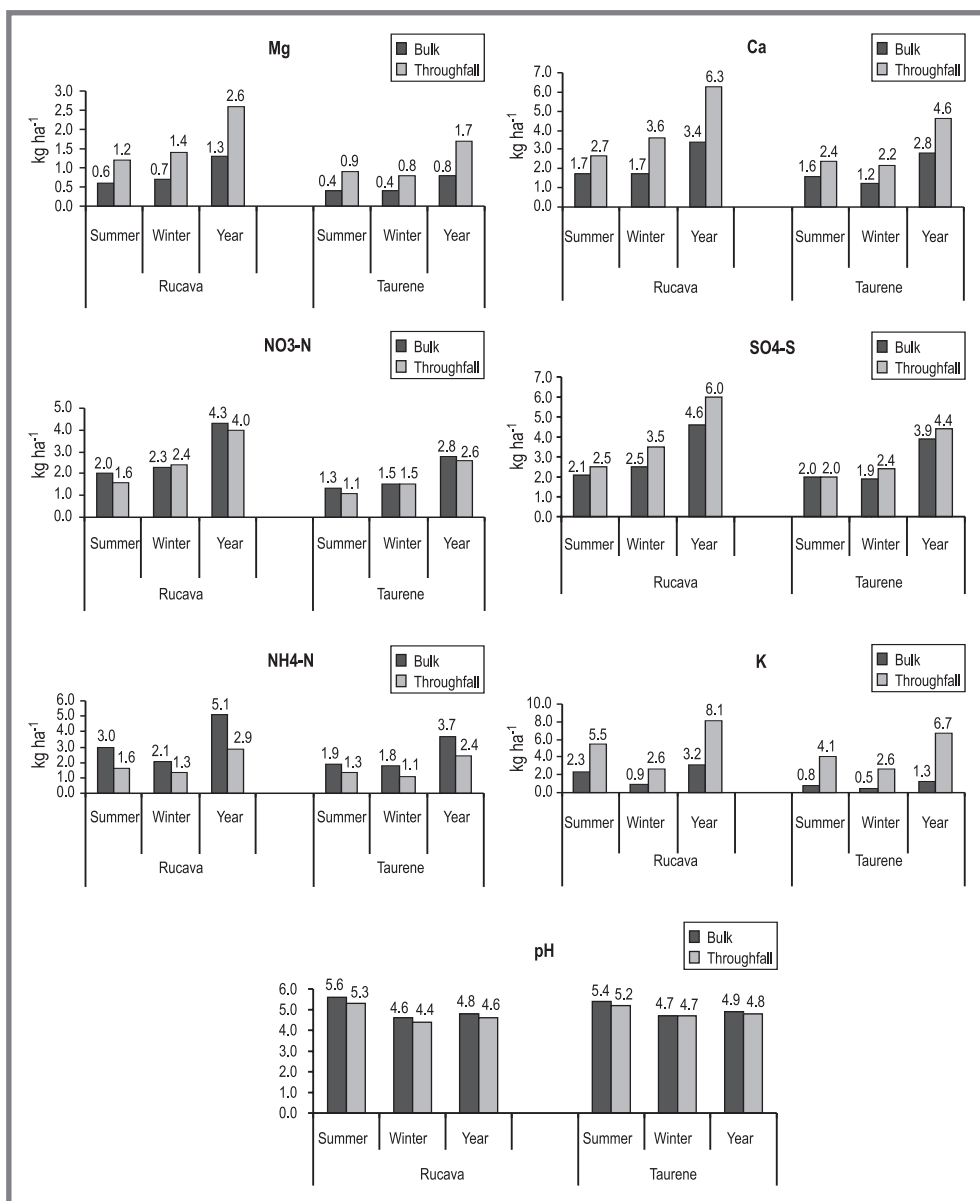 Mg
Bulk
Throughfall
kg ha-1
3.0
2.5
2.0
1.5
1.0
0.5
0.0
0.6 1.2 0.7 1.4 1.3 2.6 0.4 0.9 0.4 0.8 0.8 1.7
Summer Winter Year Summer Winter Year
Rucava Taurene
Ca
Bulk
Throughfall
kg ha-1
7.0
6.0
5.0
4.0
3.0
2.0
1.0
0.0
1.7 2.7 1.7 3.6 3.4 6.3 1.6 2.4 1.2 2.2 2.8 4.6
Summer Winter Year Summer Winter Year
Rucava Taurene
NO3-N
Bulk
Throughfall
kg ha-1
5.0
4.0
3.0
2.0
1.0
0.0
2.0 1.6 2.3 2.4 4.3 4.0 1.3 1.1 1.5 1.5 2.8 2.6
Summer Winter Year Summer Winter Year
Rucava Taurene
SO4-S
Bulk
Throughfall
kg ha-1
7.0
6.0
5.0
4.0
3.0
2.0
1.0
0.0
2.1 2.5 2.5 3.5 4.6 6.0 2.0 2.0 1.9 2.4 3.9 4.4
Summer Winter Year Summer Winter Year
Rucava Taurene
NH4-N
Bulk
Throughfall
kg ha-1
6.0
5.0
4.0
3.0
2.0
1.0
0.0
3.0 1.6 2.1 1.3 5.1 2.9 1.9 1.3 1.8 1.1 3.7 2.4
Summer Winter Year Summer Winter Year
Rucava Taurene
K
Bulk
Throughfall
kg ha-1
10.0
8.0
6.0
4.0
2.0
0.0
2.3 5.5 0.9 2.6 3.2 8.1 0.8 4.1 0.5 2.6 1.3 6.7
Summer Winter Year Summer Winter Year
Rucava Taurene
pH
Bulk
Throughfall
6.0
5.0
4.0
3.0
2.0
1.0
0.0
5.6 5.3 4.6 4.4 4.8 4.6 5.4 5.2 4.7 4.7 4.9 4.8
Summer Winter Year Summer Winter Year
Rucava Taurene